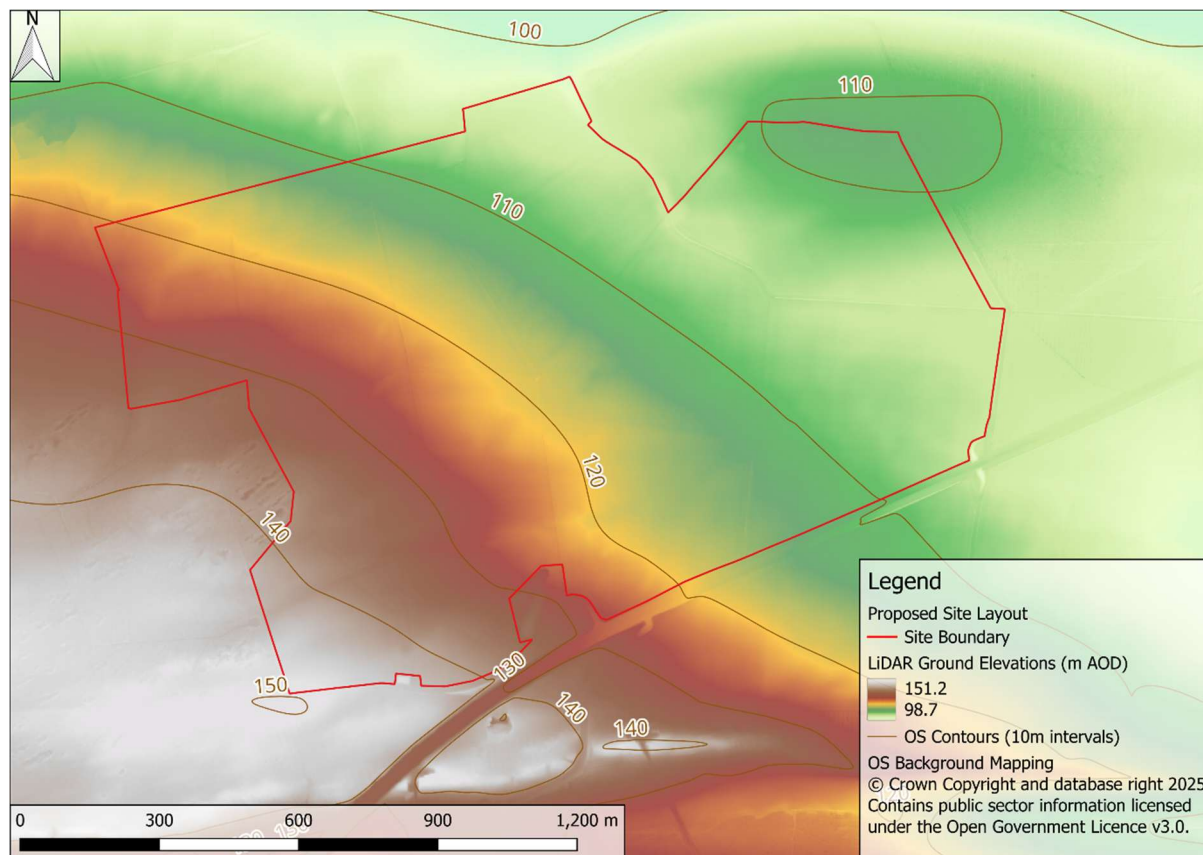 N
100
110
110
120
140
150
130
140
140
Legend
Proposed Site Layout
Site Boundary
LiDAR Ground Elevations (m AOD)
151.2
98.7
OS Contours (10m intervals)
OS Background Mapping
© Crown Copyright and database right 2025
Contains public sector information licensed
under the Open Government Licence v3.0.
0 300 600 900 1,200 m